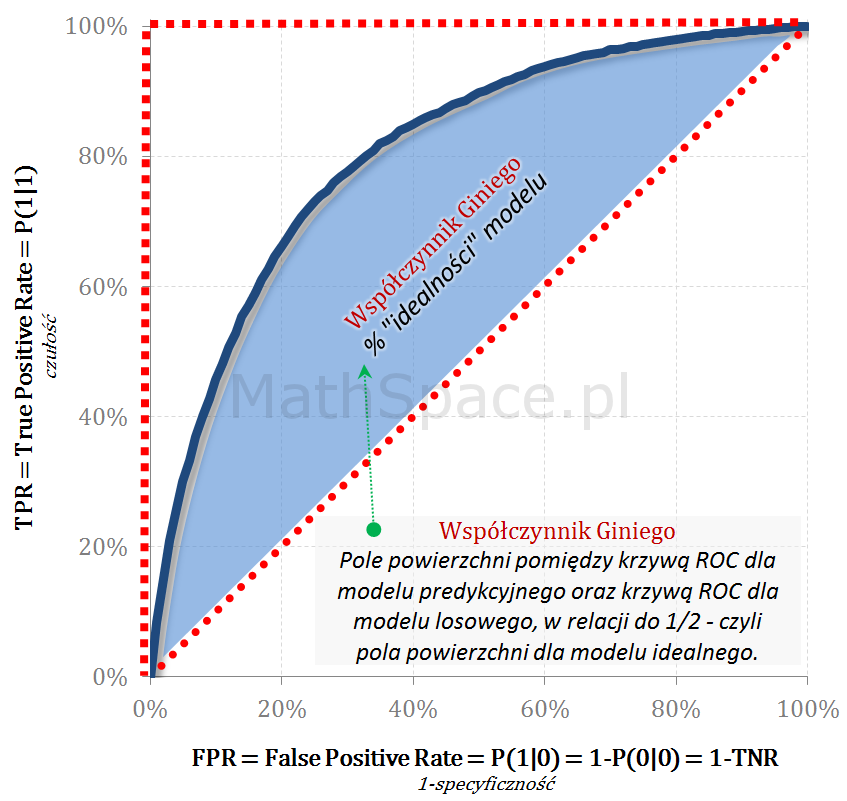 100%
80%
60%
40%
20%
0%
0%
20%
40%
60%
80%
100%
TPR = True Positive Rate = P(1|1)
czułość
Współczynnik Giniego
% "idealności" modelu
MathSpace.pl
Współczynnik Giniego
Pole powierzchni pomiędzy krzywą ROC dla
modelu predykcyjnego oraz krzywą ROC dla
modelu losowego, w relacji do 1/2 - czyli
pola powierzchni dla modelu idealnego.
FPR = False Positive Rate = P(1|0) = 1-P(0|0) = 1-TNR
1-specyficzność